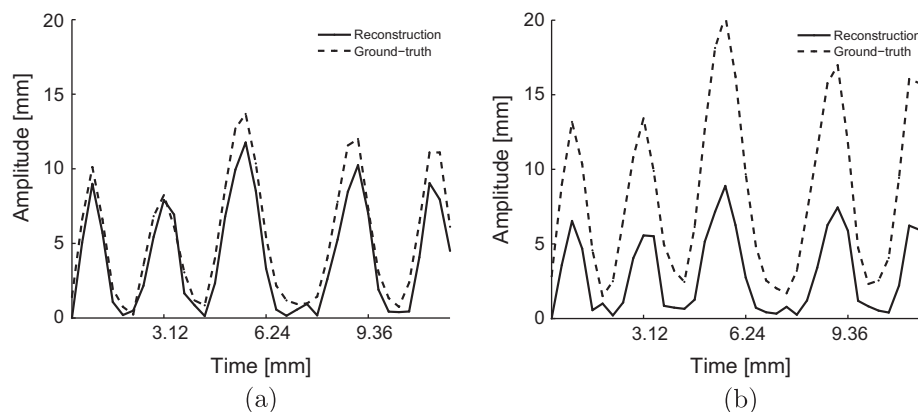 20
15
10
5
0
Amplitude [mm]
Reconstruction
Ground-truth
3.12
6.24
9.36
Time [mm]
(a)
20
15
10
5
0
Amplitude [mm]
Reconstruction
Ground-truth
3.12
6.24
9.36
Time [mm]
(b)